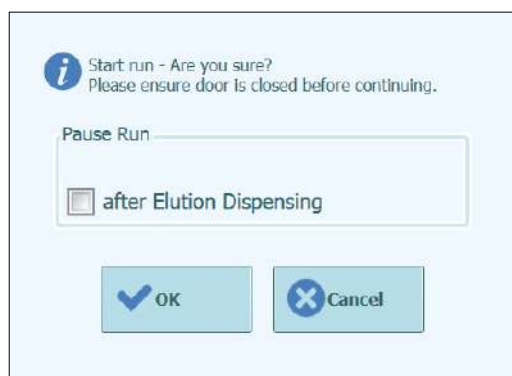 Start run - Are you sure?
Please ensure door is closed before continuing.
Pause Run
after Elution Dispensing
OK
Cancel